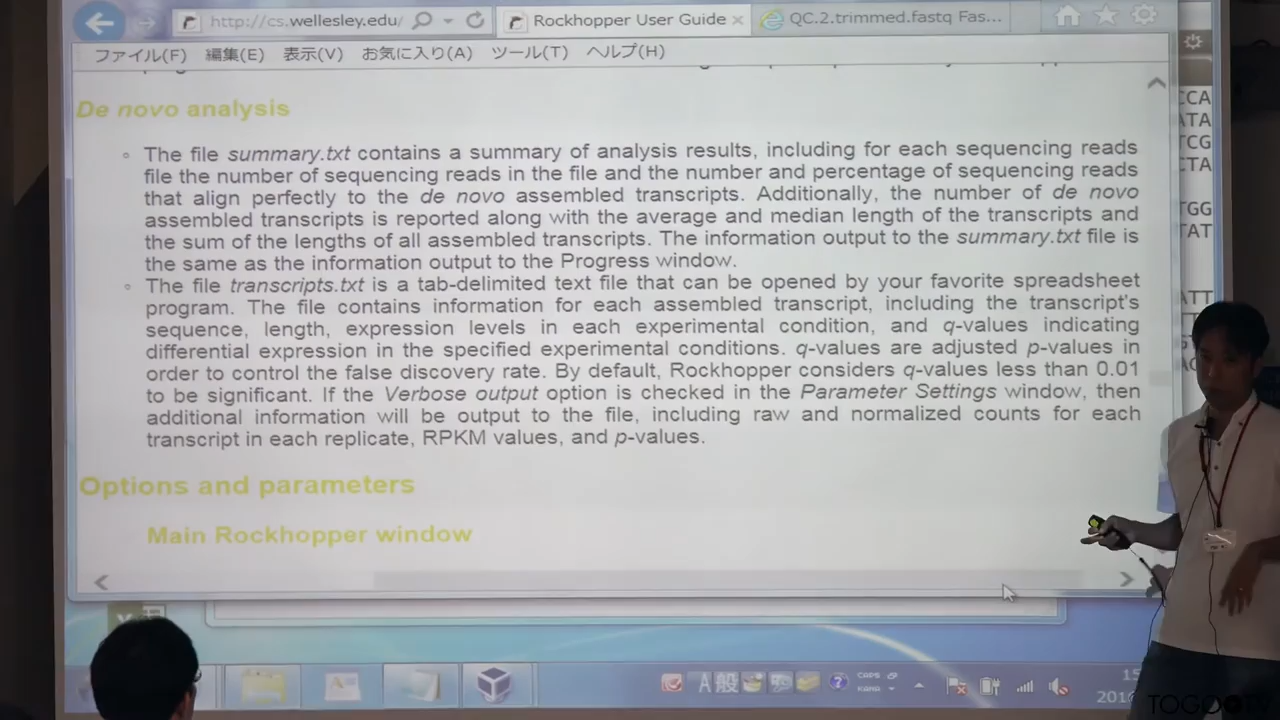 http://cs.wellesley.edu/
Rockhopper User Guide
QC.2.trimmed.fastq Fas...
ファイル(F) 編集(E) 表示(V) お気に入り(A) ツール(T) ヘルプ(H)
De novo analysis
The file summary.txt contains a summary of analysis results, including for each sequencing reads
file the number of sequencing reads in the file and the number and percentage of sequencing reads
that align perfectly to the de novo assembled transcripts. Additionally, the number of de novo
assembled transcripts is reported along with the average and median length of the transcripts and
the sum of the lengths of all assembled transcripts. The information output to the summary.txt file is
the same as the information output to the Progress window.
The file transcripts.txt is a tab-delimited text file that can be opened by your favorite spreadsheet
program. The file contains information for each assembled transcript, including the transcript's
sequence, length, expression levels in each experimental condition, and q-values indicating
differential expression in the specified experimental conditions. q-values are adjusted p-values in
order to control the false discovery rate. By default, Rockhopper considers q-values less than 0.01
to be significant. If the Verbose output option is checked in the Parameter Settings window, then
additional information will be output to the file, including raw and normalized counts for each
transcript in each replicate, RPKM values, and p-values.
Options and parameters
Main Rockhopper window
CCA
ATA
TCG
CTA
TGG
TAT
ATT
A 般
CAPS
KANA
15
201
TOGOTV